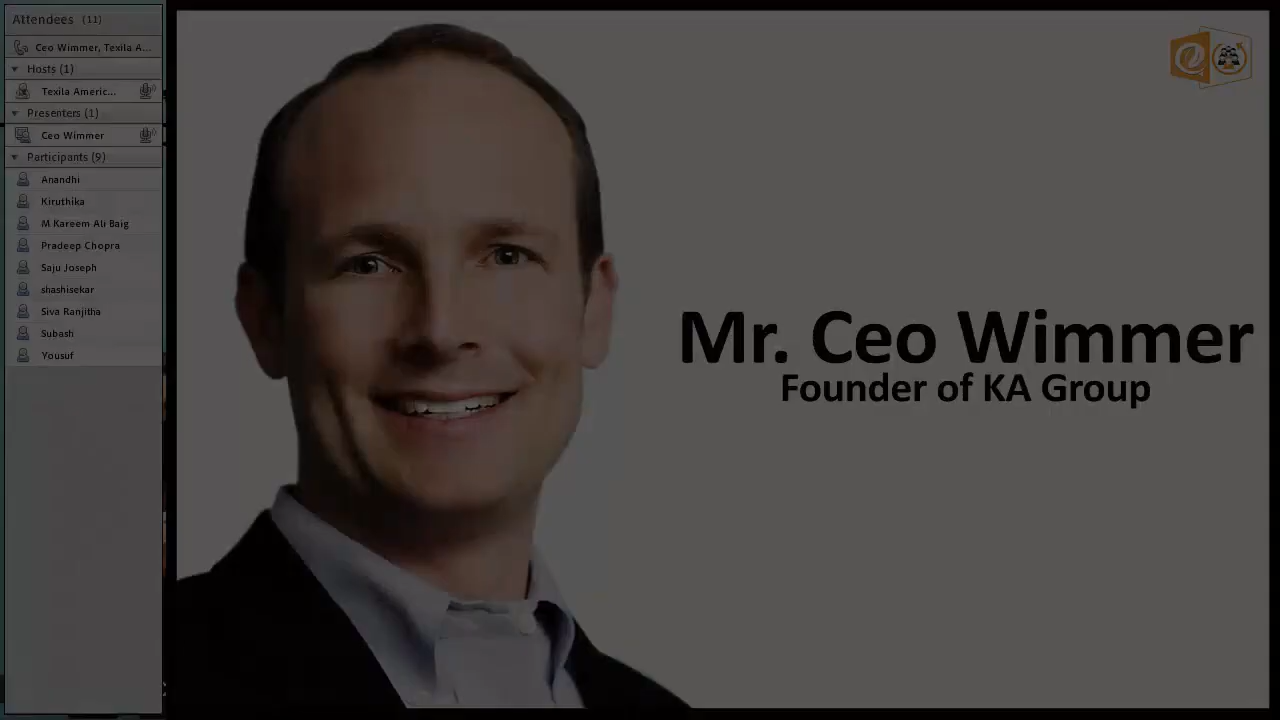 Attendees (11)
Ceo Wimmer, Texila A...
Hosts (1)
Texila Americ...
Presenters (1)
Ceo Wimmer
Participants (9)
Anandhi
Kiruthika
M Kareem Ali Baig
Pradeep Chopra
Saju Joseph
shashisekar
Siva Ranjitha
Subash
Yousuf
Mr. Ceo Wimmer
Founder of KA Group